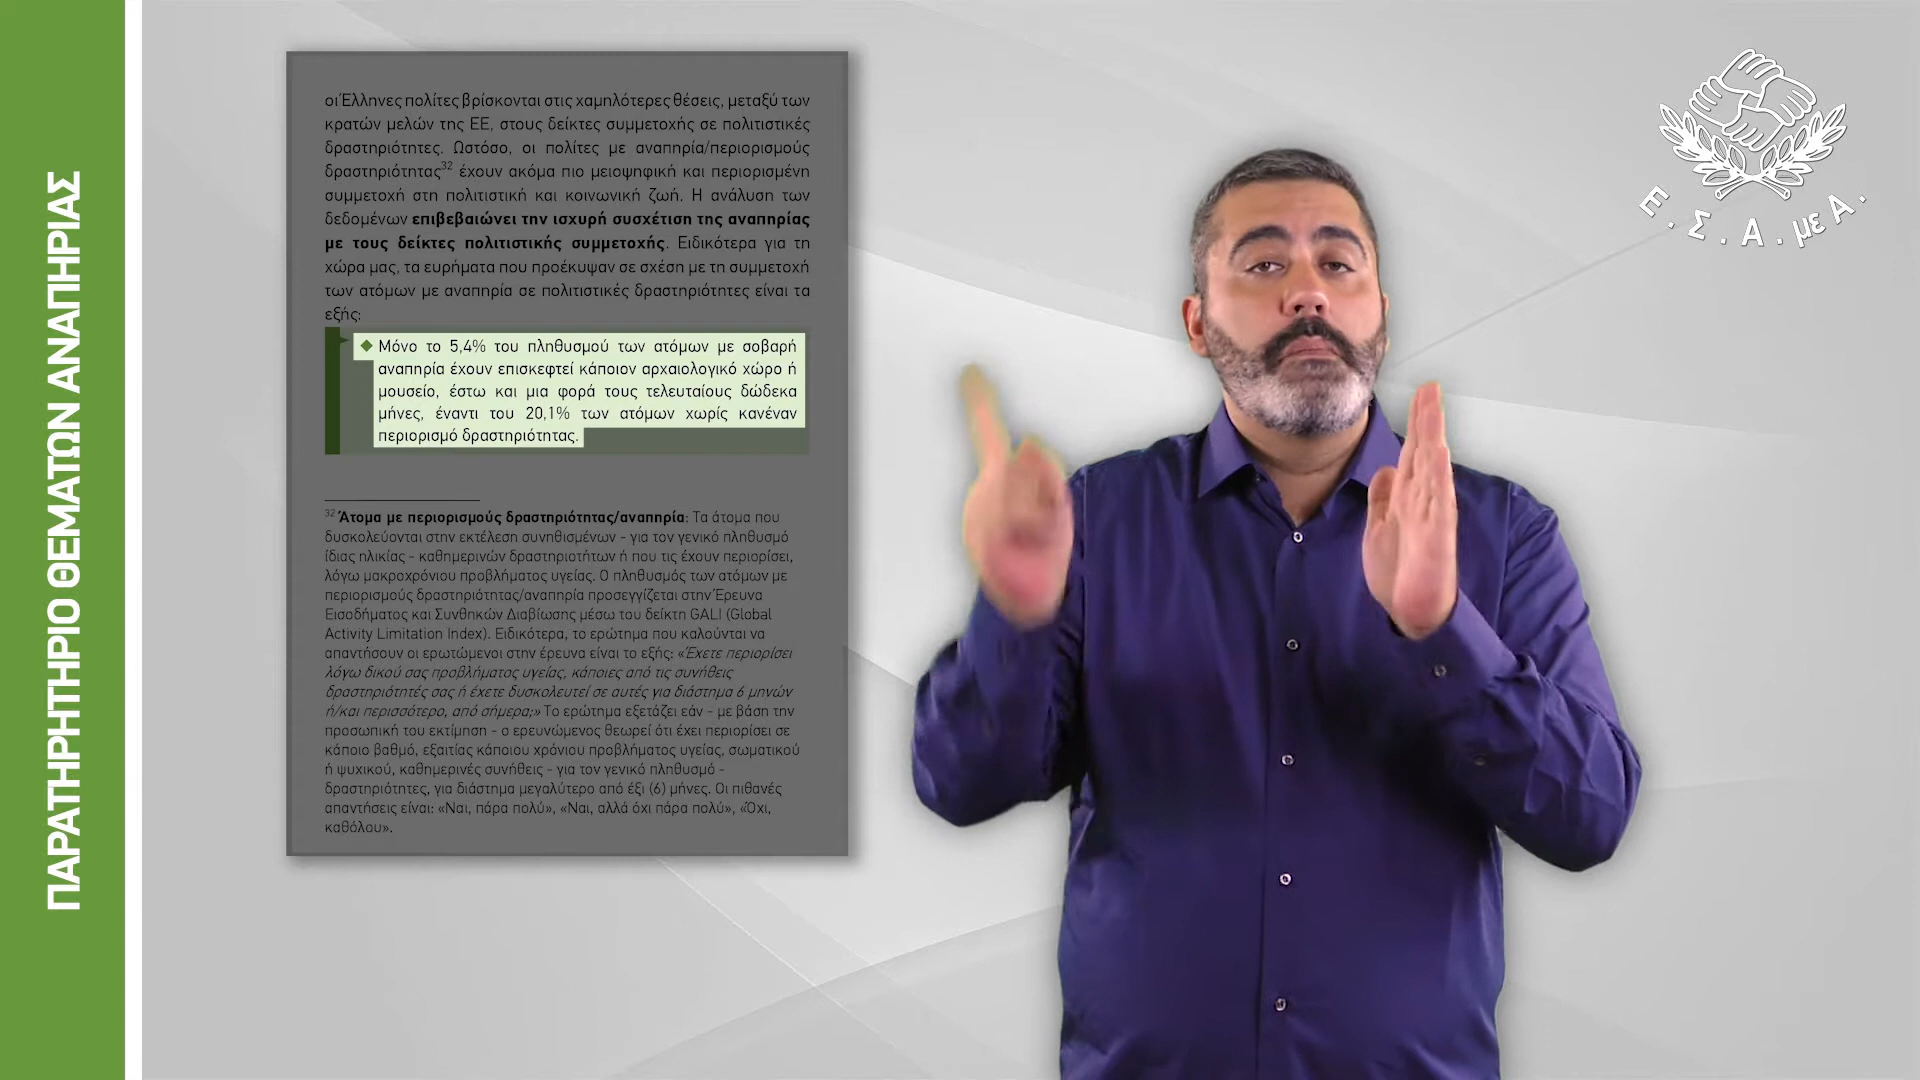 ΠΑΡΑΤΗΡΗΤΗΡΙΟ ΘΕΜΑΤΩΝ ΑΝΑΠΗΡΙΑΣ
οι Έλληνες πολίτες βρίσκονται στις χαμηλότερες θέσεις, μεταξύ των
κρατών μελών της ΕΕ, στους δείκτες συμμετοχής σε πολιτιστικές
δραστηριότητες. Ωστόσο, οι πολίτες με αναπηρία/περιορισμούς
δραστηριότητας32 έχουν ακόμα πιο μειοψηφική και περιορισμένη
συμμετοχή στη πολιτιστική και κοινωνική ζωή. Η ανάλυση των
δεδομένων επιβεβαιώνει την ισχυρή συσχέτιση της αναπηρίας
με τους δείκτες πολιτιστικής συμμετοχής. Ειδικότερα για τη
χώρα μας, τα ευρήματα που προέκυψαν σε σχέση με τη συμμετοχή
των ατόμων με αναπηρία σε πολιτιστικές δραστηριότητες είναι τα
εξής:
◆ Μόνο το 5,4% του πληθυσμού των ατόμων με σοβαρή
αναπηρία έχουν επισκεφτεί κάποιον αρχαιολογικό χώρο ή
μουσείο, έστω και μια φορά τους τελευταίους δώδεκα
μήνες, έναντι του 20,1% των ατόμων χωρίς κανέναν
περιορισμό δραστηριότητας.
32 Άτομα με περιορισμούς δραστηριότητας/αναπηρία: Τα άτομα που
δυσκολεύονται στην εκτέλεση συνηθισμένων - για τον γενικό πληθυσμό
ίδιας ηλικίας - καθημερινών δραστηριοτήτων ή που τις έχουν περιορίσει,
λόγω μακροχρόνιου προβλήματος υγείας. Ο πληθυσμός των ατόμων με
περιορισμούς δραστηριότητας/αναπηρία προσεγγίζεται στην Έρευνα
Εισοδήματος και Συνθηκών Διαβίωσης μέσω του δείκτη GALI (Global
Activity Limitation Index). Ειδικότερα, το ερώτημα που καλούνται να
απαντήσουν οι ερωτώμενοι στην έρευνα είναι το εξής: «Έχετε περιορίσει
λόγω δικού σας προβλήματος υγείας, κάποιες από τις συνήθεις
δραστηριότητές σας ή έχετε δυσκολευτεί σε αυτές για διάστημα 6 μηνών
ή/και περισσότερο, από σήμερα;» Το ερώτημα εξετάζει εάν - με βάση την
προσωπική του εκτίμηση - ο ερευνώμενος θεωρεί ότι έχει περιορίσει σε
κάποιο βαθμό, εξαιτίας κάποιου χρόνιου προβλήματος υγείας, σωματικού
ή ψυχικού, καθημερινές συνήθεις - για τον γενικό πληθυσμό -
δραστηριότητες, για διάστημα μεγαλύτερο από έξι (6) μήνες. Οι πιθανές
απαντήσεις είναι: «Ναι, πάρα πολύ», «Ναι, αλλά όχι πάρα πολύ», «Όχι,
καθόλου».
Ε.Σ.Α.μεΑ.